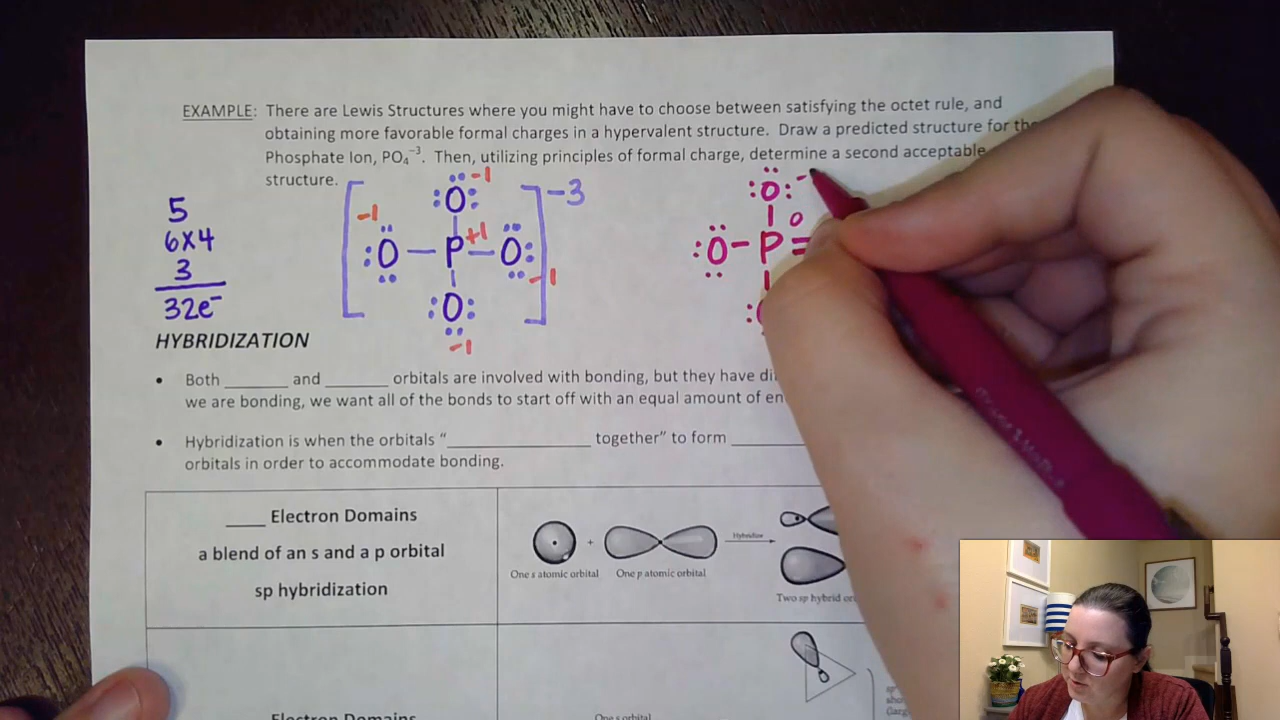 EXAMPLE: There are Lewis Structures where you might have to choose between satisfying the octet rule, and
obtaining more favorable formal charges in a hypervalent structure. Draw a predicted structure for the
Phosphate Ion, PO₄⁻³. Then, utilizing principles of formal charge, determine a second acceptable
structure.
5
6x4
3
32e⁻
-1
:O:
-1
:O — P +1 — O:
-1
:O:
-1
-3
:O: -
O
:O - P =
HYBRIDIZATION
• Both ______ and ______ orbitals are involved with bonding, but they have
we are bonding, we want all of the bonds to start off with an equal amount of
• Hybridization is when the orbitals "______________ together" to form _______
orbitals in order to accommodate bonding.
____ Electron Domains
a blend of an s and a p orbital
sp hybridization
+
Hybridize
One s atomic orbital One p atomic orbital
Two sp hybrid
Electron Domains
One s orbital